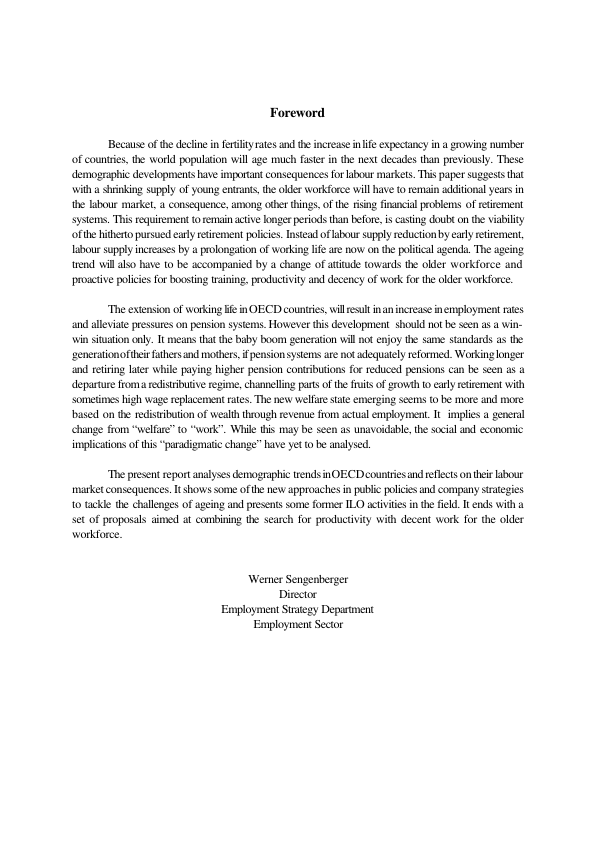 Foreword
Because of the decline in fertility rates and the increase in life expectancy in a growing number
of countries, the world population will age much faster in the next decades than previously. These
demographic developments have important consequences for labour markets. This paper suggests that
with a shrinking supply of young entrants, the older workforce will have to remain additional years in
the labour market, a consequence, among other things, of the rising financial problems of retirement
systems. This requirement to remain active longer periods than before, is casting doubt on the viability
of the hitherto pursued early retirement policies. Instead of labour supply reduction by early retirement,
labour supply increases by a prolongation of working life are now on the political agenda. The ageing
trend will also have to be accompanied by a change of attitude towards the older workforce and
proactive policies for boosting training, productivity and decency of work for the older workforce.
The extension of working life in OECD countries, will result in an increase in employment rates
and alleviate pressures on pension systems. However this development should not be seen as a win-
win situation only. It means that the baby boom generation will not enjoy the same standards as the
generation of their fathers and mothers, if pension systems are not adequately reformed. Working longer
and retiring later while paying higher pension contributions for reduced pensions can be seen as a
departure from a redistributive regime, channelling parts of the fruits of growth to early retirement with
sometimes high wage replacement rates. The new welfare state emerging seems to be more and more
based on the redistribution of wealth through revenue from actual employment. It implies a general
change from “welfare” to “work”. While this may be seen as unavoidable, the social and economic
implications of this “paradigmatic change” have yet to be analysed.
The present report analyses demographic trends in OECD countries and reflects on their labour
market consequences. It shows some of the new approaches in public policies and company strategies
to tackle the challenges of ageing and presents some former ILO activities in the field. It ends with a
set of proposals aimed at combining the search for productivity with decent work for the older
workforce.
Werner Sengenberger
Director
Employment Strategy Department
Employment Sector